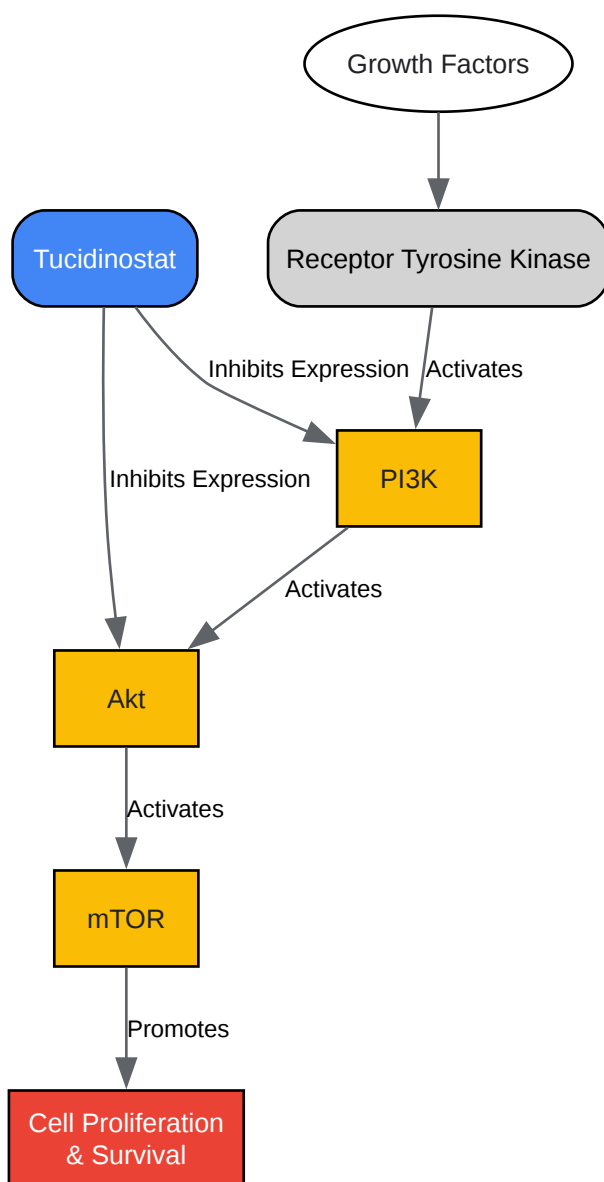 Growth Factors
Tucidinostat
Receptor Tyrosine Kinase
Inhibits Expression
Activates
Inhibits Expression
PI3K
Activates
Akt
Activates
mTOR
Promotes
Cell Proliferation
& Survival